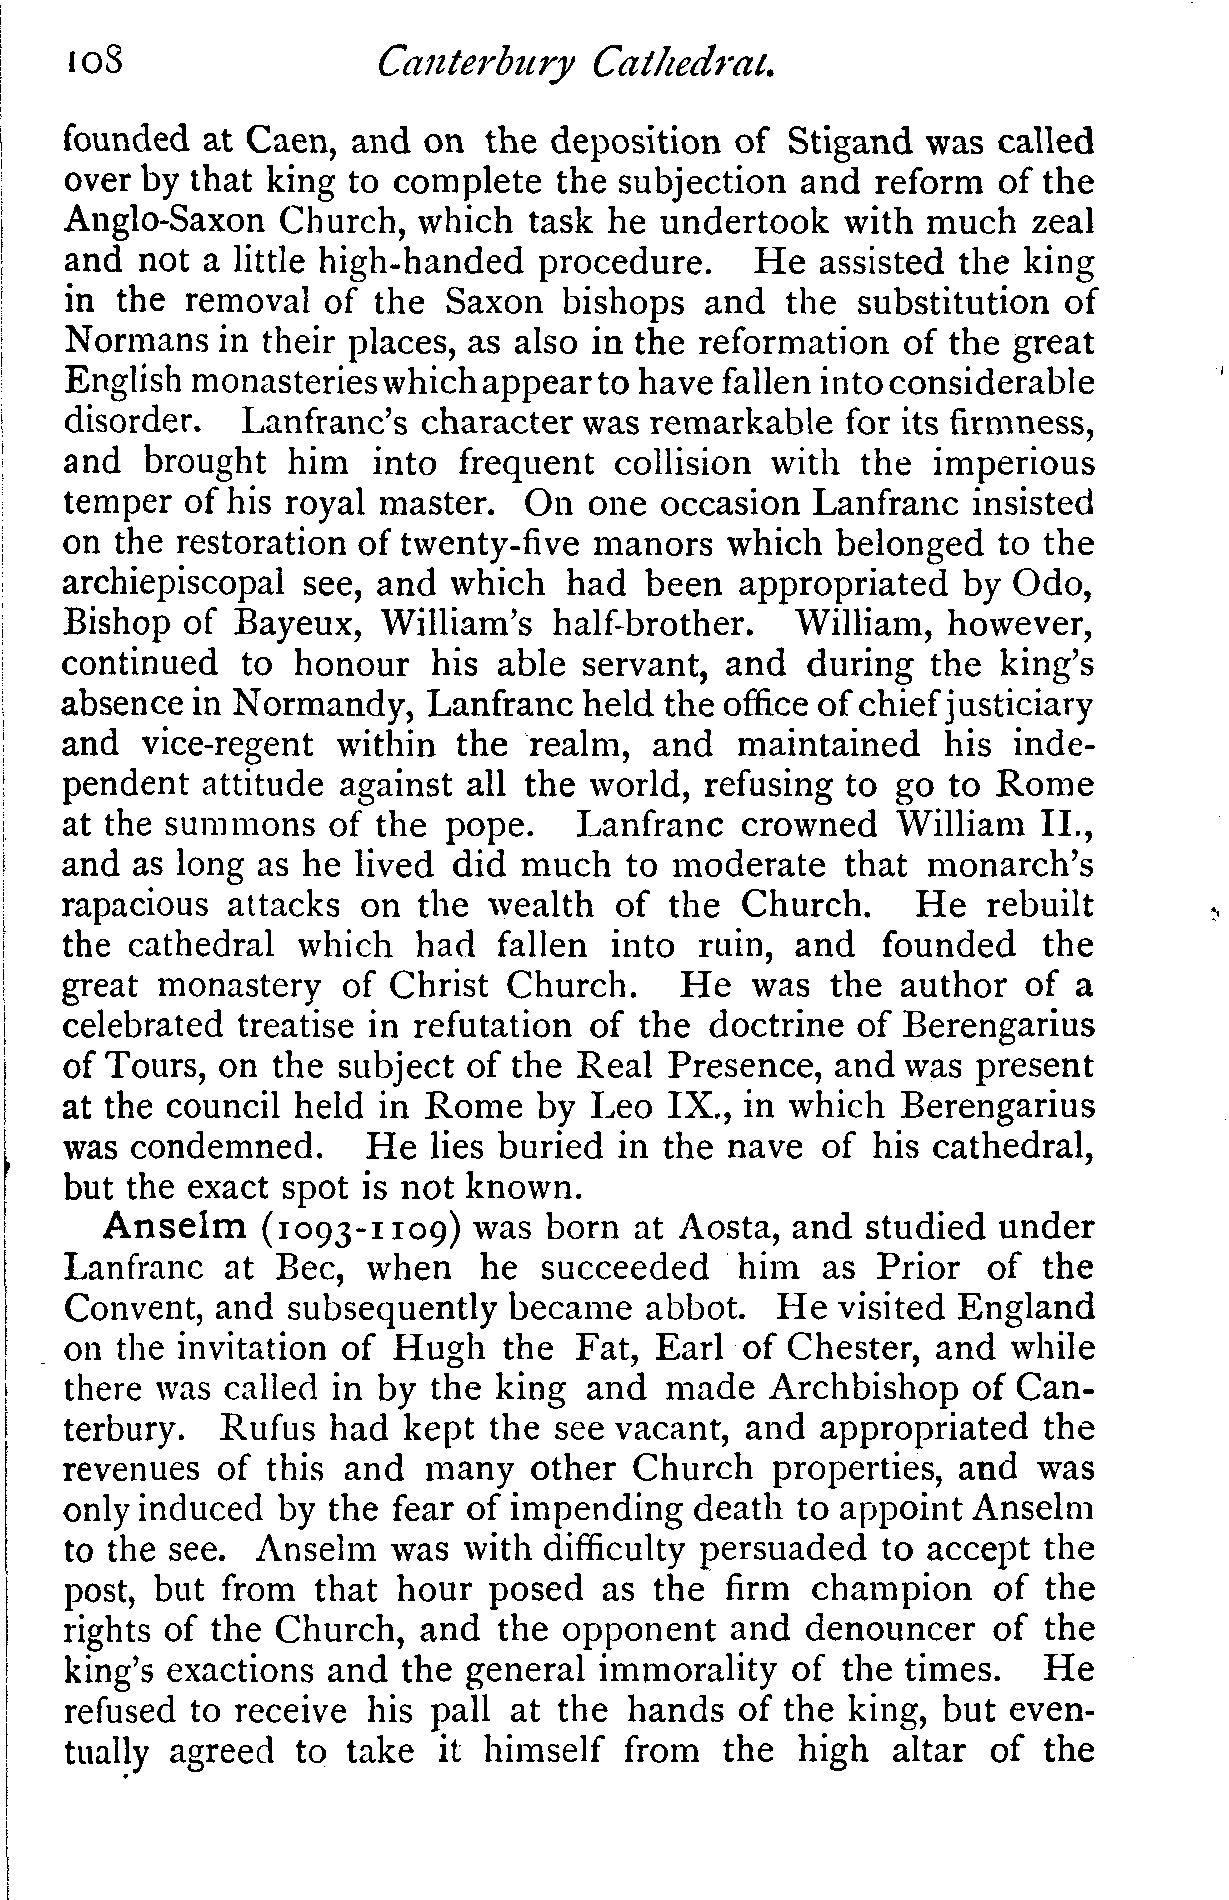 108 Canterbury Cathedral.
founded at Caen, and on the deposition of Stigand was called
over by that king to complete the subjection and reform of the
Anglo-Saxon Church, which task he undertook with much zeal
and not a little high-handed procedure. He assisted the king
in the removal of the Saxon bishops and the substitution of
Normans in their places, as also in the reformation of the great
English monasteries which appear to have fallen into considerable
disorder. Lanfranc's character was remarkable for its firmness,
and brought him into frequent collision with the imperious
temper of his royal master. On one occasion Lanfranc insisted
on the restoration of twenty-five manors which belonged to the
archiepiscopal see, and which had been appropriated by Odo,
Bishop of Bayeux, William's half-brother. William, however,
continued to honour his able servant, and during the king's
absence in Normandy, Lanfranc held the office of chief justiciary
and vice-regent within the realm, and maintained his inde-
pendent attitude against all the world, refusing to go to Rome
at the summons of the pope. Lanfranc crowned William II.,
and as long as he lived did much to moderate that monarch's
rapacious attacks on the wealth of the Church. He rebuilt
the cathedral which had fallen into ruin, and founded the
great monastery of Christ Church. He was the author of a
celebrated treatise in refutation of the doctrine of Berengarius
of Tours, on the subject of the Real Presence, and was present
at the council held in Rome by Leo IX., in which Berengarius
was condemned. He lies buried in the nave of his cathedral,
but the exact spot is not known.
Anselm (1093-1109) was born at Aosta, and studied under
Lanfranc at Bec, when he succeeded him as Prior of the
Convent, and subsequently became abbot. He visited England
on the invitation of Hugh the Fat, Earl of Chester, and while
there was called in by the king and made Archbishop of Can-
terbury. Rufus had kept the see vacant, and appropriated the
revenues of this and many other Church properties, and was
only induced by the fear of impending death to appoint Anselm
to the see. Anselm was with difficulty persuaded to accept the
post, but from that hour posed as the firm champion of the
rights of the Church, and the opponent and denouncer of the
king's exactions and the general immorality of the times. He
refused to receive his pall at the hands of the king, but even-
tually agreed to take it himself from the high altar of the